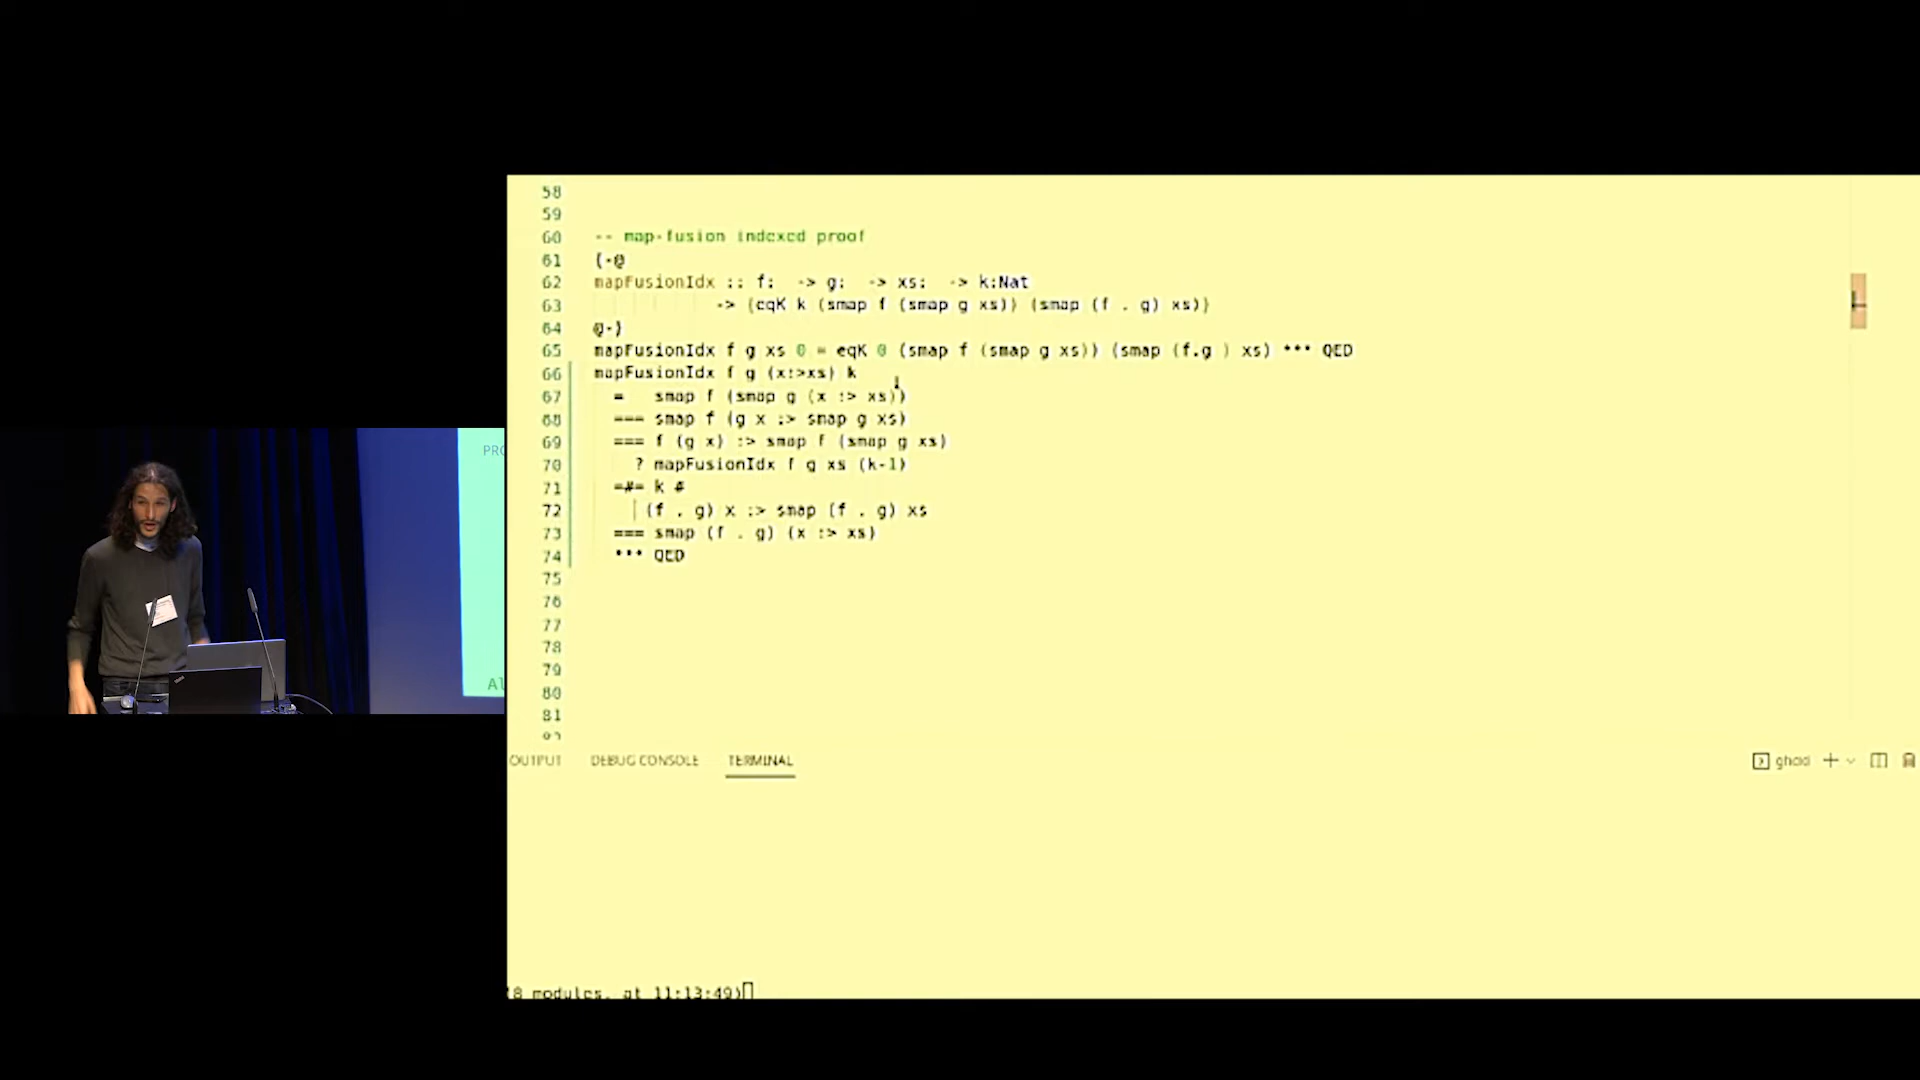 58
59
60 -- map-fusion indexed proof
61 {-@
62 mapFusionIdx :: f:_ -> g:_ -> xs:_ -> k:Nat
63 -> {eqK k (smap f (smap g xs)) (smap (f . g) xs)}
64 @-}
65 mapFusionIdx f g xs 0 = eqK 0 (smap f (smap g xs)) (smap (f.g ) xs) *** QED
66 mapFusionIdx f g (x:>xs) k
67 = smap f (smap g (x :> xs))
68 === smap f (g x :> smap g xs)
69 === f (g x) :> smap f (smap g xs)
70 ? mapFusionIdx f g xs (k-1)
71 =#= k #
72 (f . g) x :> smap (f . g) xs
73 === smap (f . g) (x :> xs)
74 *** QED
75
76
77
78
79
80
81
PRO
Al
OUTPUT DEBUG CONSOLE TERMINAL
ghcid
(8 modules, at 11:13:49)